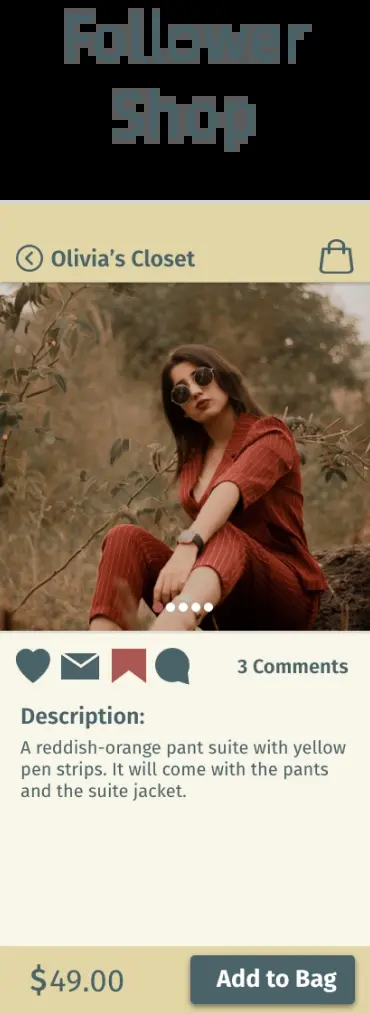 Follower
Shop
Olivia's Closet
3 Comments
Description:
A reddish-orange pant suite with yellow
pen strips. It will come with the pants
and the suite jacket.
$49.00
Add to Bag